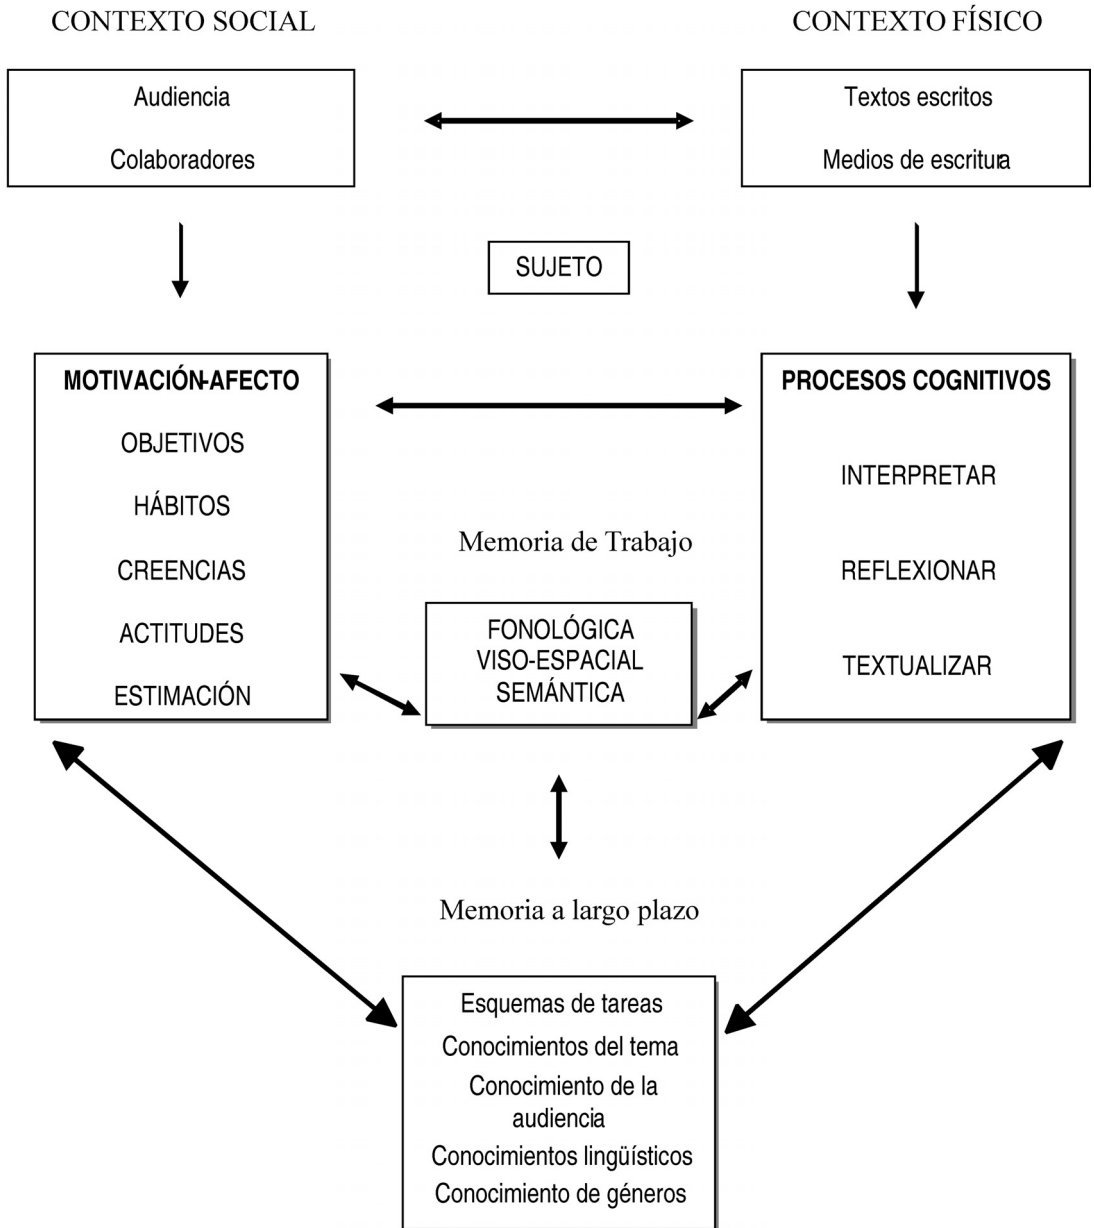 CONTEXTO SOCIAL
CONTEXTO FÍSICO
Audiencia
Colaboradores
Textos escritos
Medios de escritura
SUJETO
MOTIVACIÓN-AFECTO
OBJETIVOS
HÁBITOS
CREENCIAS
ACTITUDES
ESTIMACIÓN
PROCESOS COGNITIVOS
INTERPRETAR
REFLEXIONAR
TEXTUALIZAR
Memoria de Trabajo
FONOLÓGICA
VISO-ESPACIAL
SEMÁNTICA
Memoria a largo plazo
Esquemas de tareas
Conocimientos del tema
Conocimiento de la
audiencia
Conocimientos lingüísticos
Conocimiento de géneros